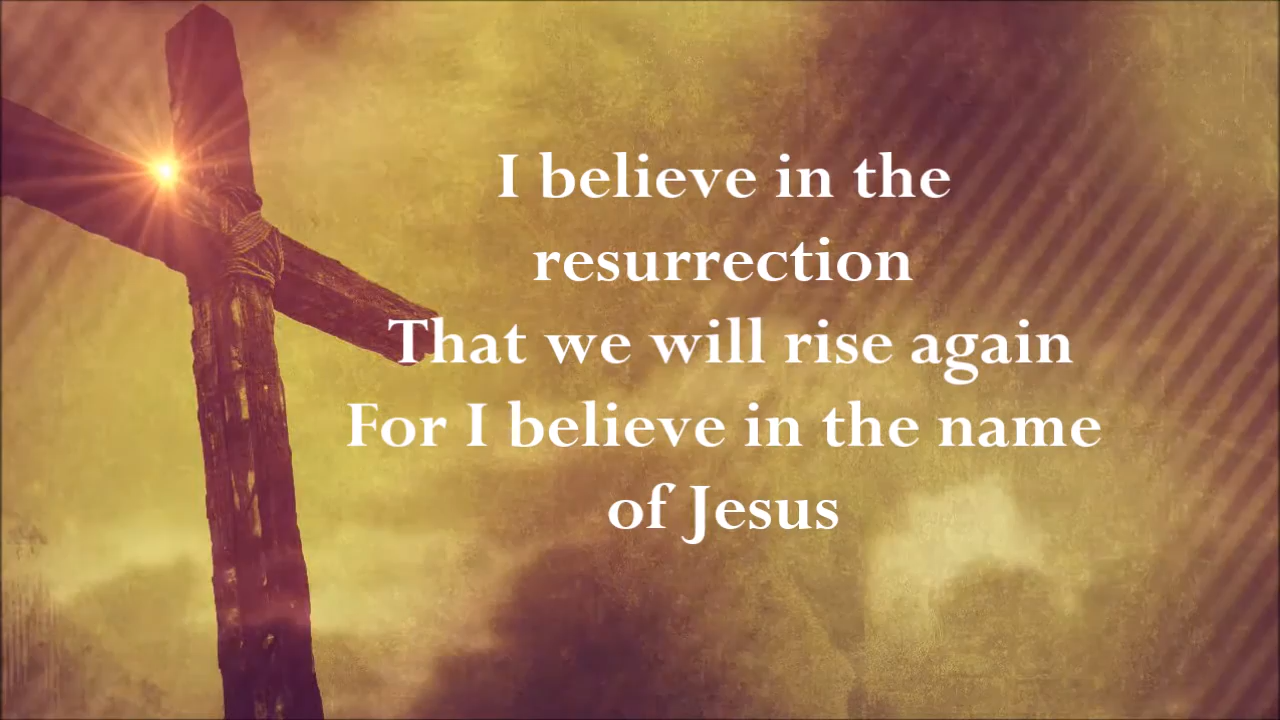 I believe in the
resurrection
That we will rise again
For I believe in the name
of Jesus